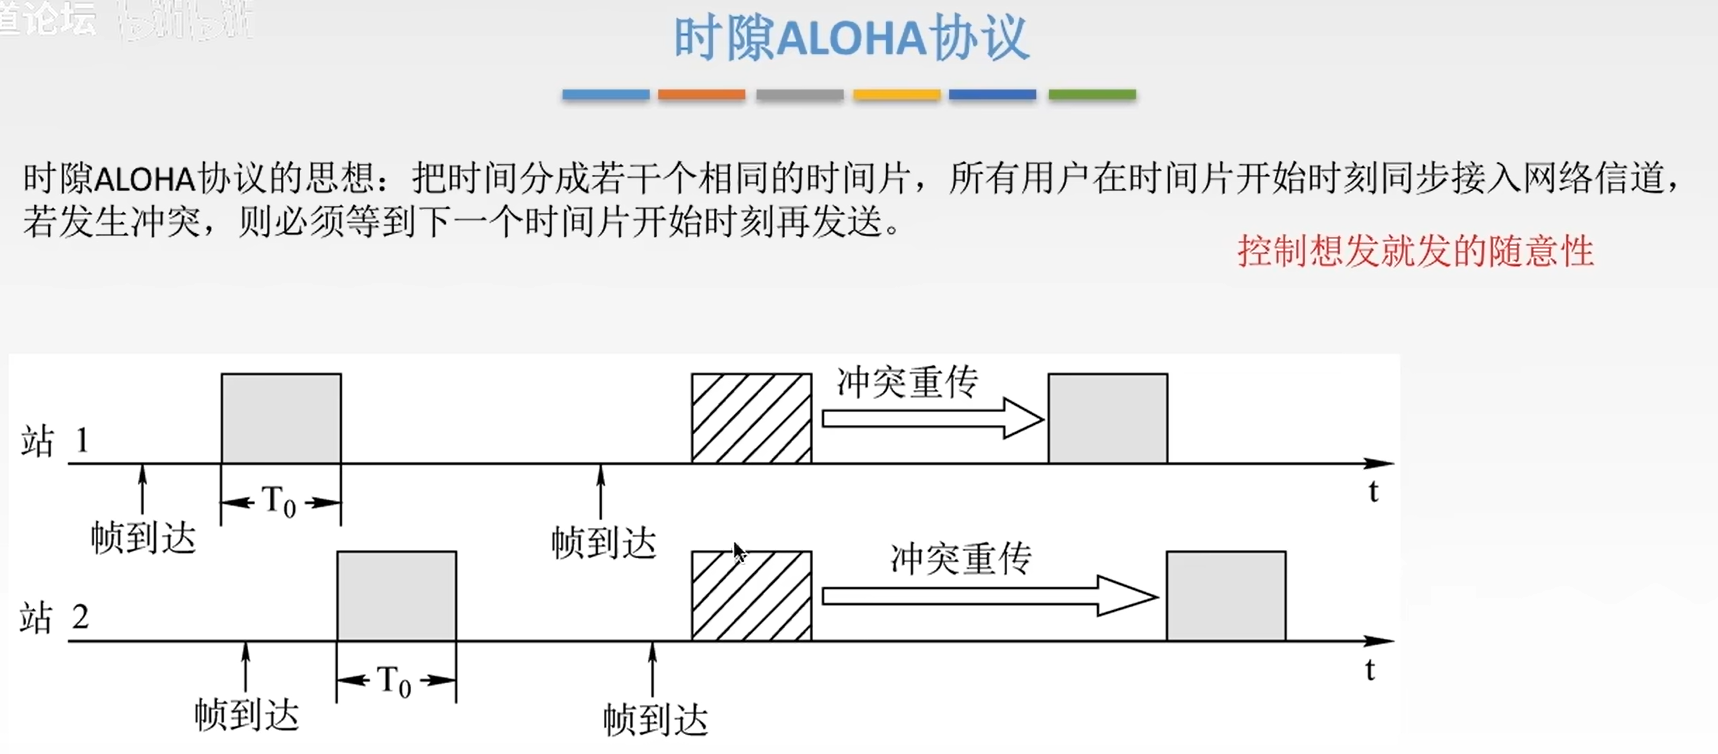 道论坛 bilibili
时隙ALOHA协议
时隙ALOHA协议的思想：把时间分成若干个相同的时间片，所有用户在时间片开始时刻同步接入网络信道，
若发生冲突，则必须等到下一个时间片开始时刻再发送。
控制想发就发的随意性
冲突重传
站 1
T₀
t
帧到达
帧到达
冲突重传
站 2
T₀
t
帧到达
帧到达